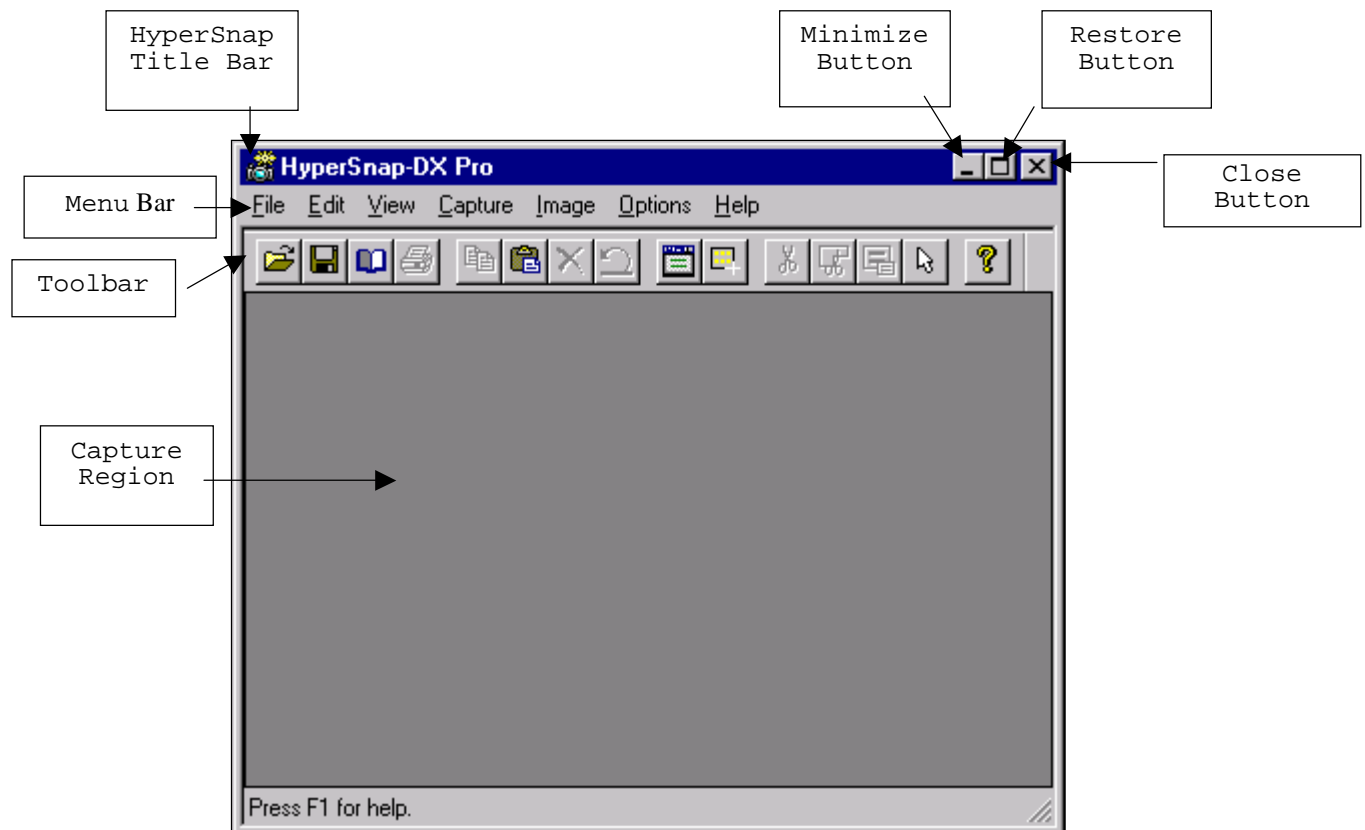 HyperSnap
Title Bar
Minimize
Button
Restore
Button
HyperSnap-DX Pro
Close
Button
Menu Bar
File Edit View Capture Image Options Help
Toolbar
Capture
Region
Press F1 for help.